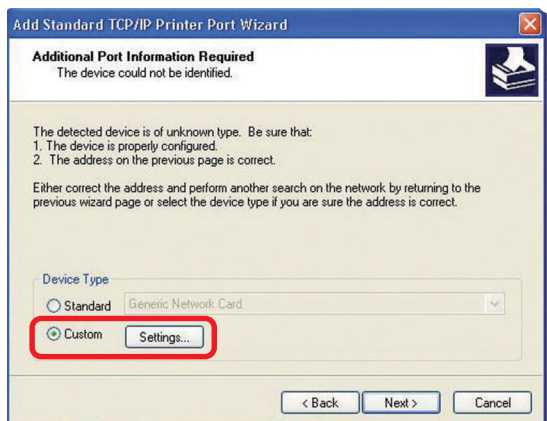 Add Standard TCP/IP Printer Port Wizard
Additional Port Information Required
The device could not be identified.
The detected device is of unknown type. Be sure that:
1. The device is properly configured.
2. The address on the previous page is correct.
Either correct the address and perform another search on the network by returning to the
previous wizard page or select the device type if you are sure the address is correct.
Device Type
Standard
Generic Network Card
Custom
Settings...
< Back
Next >
Cancel